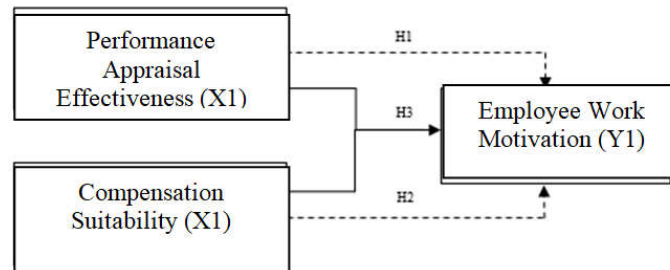 Performance
Appraisal
Effectiveness (X1)
H1
H3
Employee Work
Motivation (Y1)
Compensation
Suitability (X1)
H2